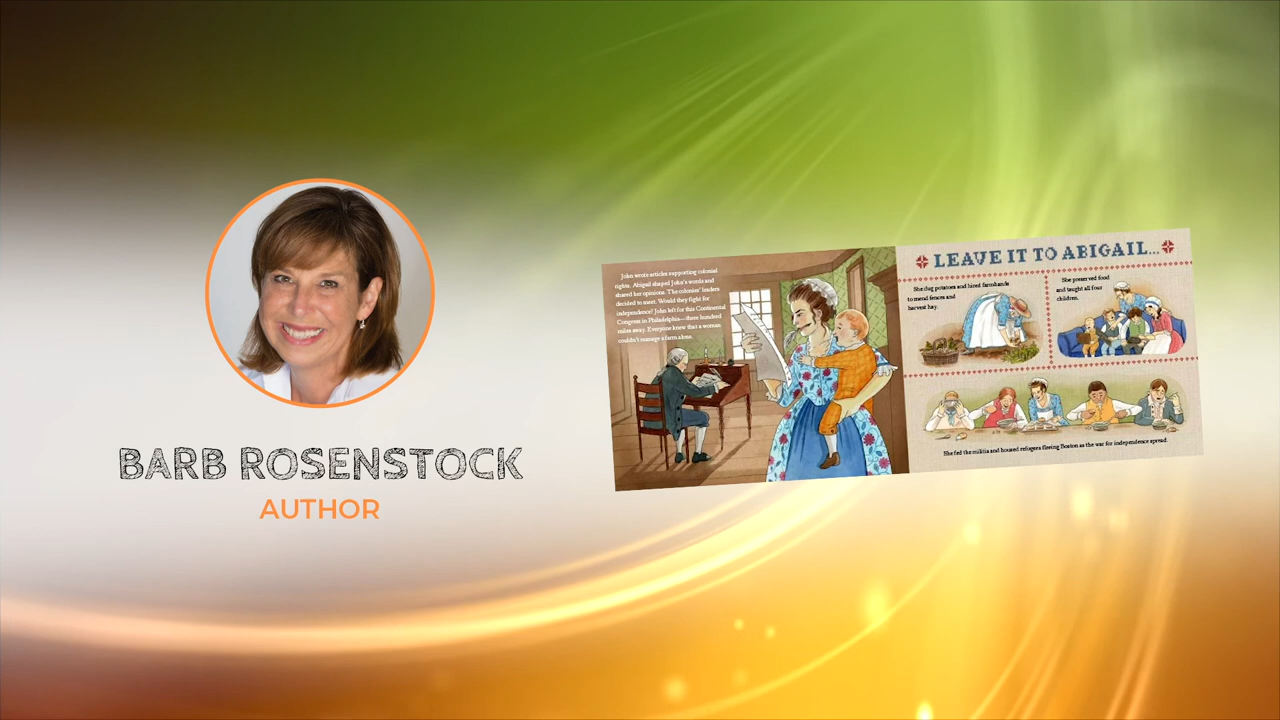 BARB ROSENSTOCK
AUTHOR
John wrote articles supporting colonial
rights. Abigail shaped John's words and
shared her opinions. The colonies' leaders
decided to meet. Would they fight for
independence? John left for this Continental
Congress in Philadelphia—three hundred
miles away. Everyone knew that a woman
couldn't manage a farm alone.
LEAVE IT TO ABIGAIL...
She dug potatoes and hired farmhands
to mend fences and
harvest hay.
She preserved food
and taught all four
children.
She fed the militia and housed refugees fleeing Boston as the war for independence spread.